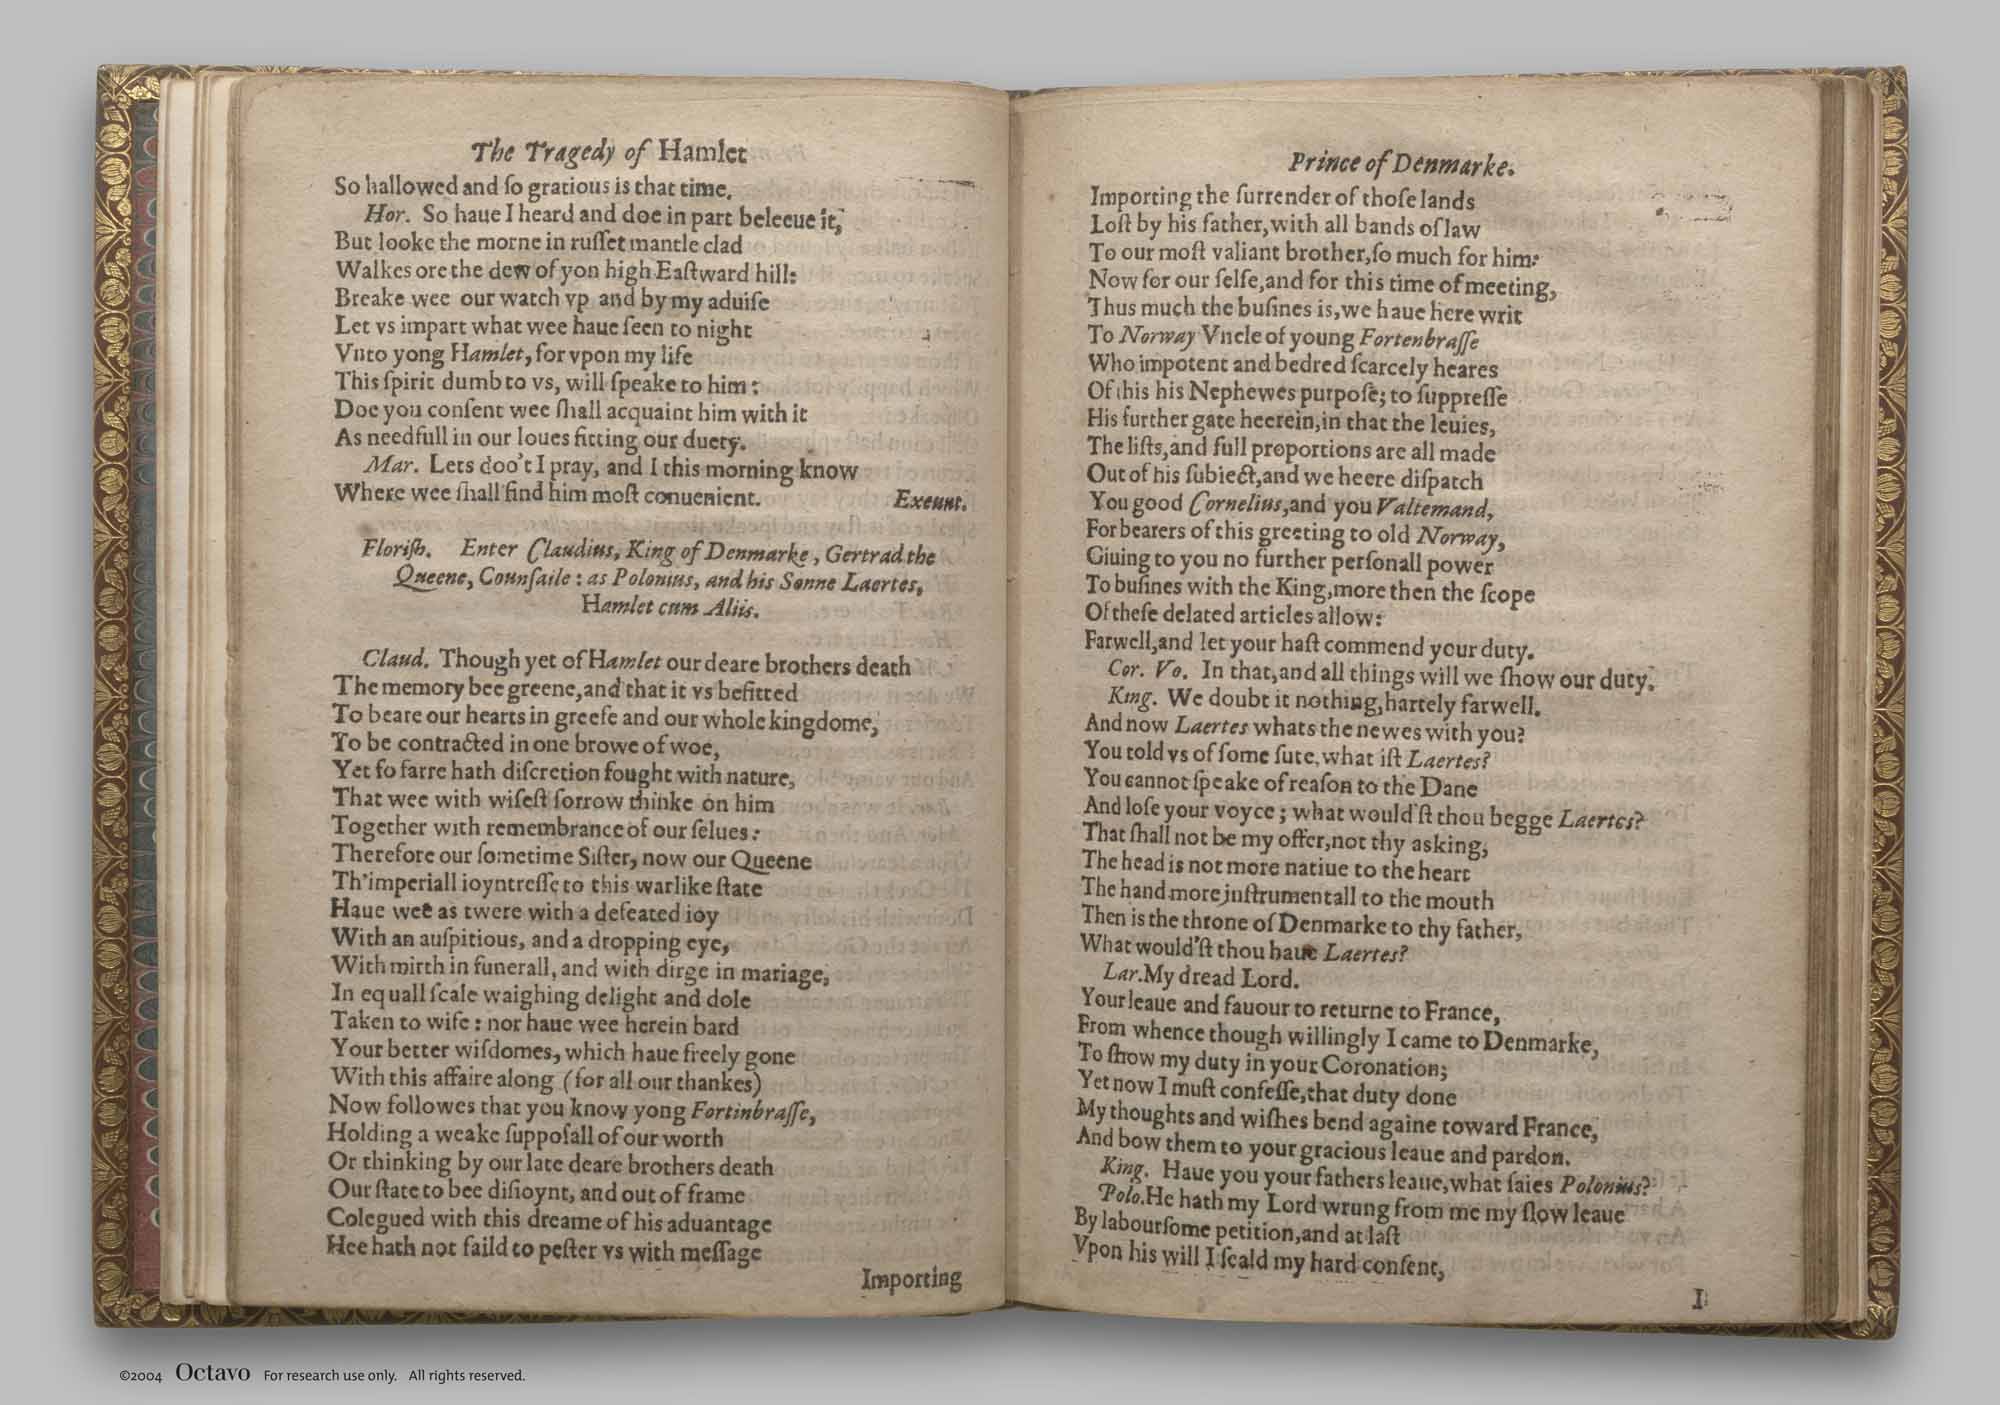 The Tragedy of Hamlet
So hallowed and ſo gratious is that time.
Hor. So haue I heard and doe in part beleeue it,
But looke the morne in ruſſet mantle clad
Walkes ore the dew of yon high Eaſtward hill:
Breake wee our watch vp and by my aduiſe
Let vs impart what wee haue ſeen to night
Vnto yong Hamlet, for vpon my life
This ſpirit dumb to vs, will ſpeake to him:
Doe you conſent wee ſhall acquaint him with it
As needfull in our loues fitting our duety.
Mar. Lets doo't I pray, and I this morning know
Where wee ſhall find him moſt conuenient. Exeunt.
Floriſh. Enter Claudius, King of Denmarke, Gertrad the
Queene, Counſaile: as Polonius, and his Sonne Laertes,
Hamlet cum Aliis.
Claud. Though yet of Hamlet our deare brothers death
The memory bee greene, and that it vs befitted
To beare our hearts in greefe and our whole kingdome,
To be contracted in one browe of woe,
Yet ſo farre hath diſcretion fought with nature,
That wee with wiſeſt ſorrow thinke on him
Together with remembrance of our ſelues:
Therefore our ſometime Siſter, now our Queene
Th'imperiall ioyntreſſe to this warlike ſtate
Haue wee as twere with a defeated ioy
With an auſpitious, and a dropping eye,
With mirth in funerall, and with dirge in mariage,
In equall ſcale waighing delight and dole
Taken to wife: nor haue wee herein bard
Your better wiſdomes, which haue freely gone
With this affaire along (for all our thankes)
Now followes that you know yong Fortinbraſſe,
Holding a weake ſuppoſall of our worth
Or thinking by our late deare brothers death
Our ſtate to bee diſioynt, and out of frame
Colegued with this dreame of his aduantage
Hee hath not faild to peſter vs with meſſage
Importing
Prince of Denmarke.
Importing the ſurrender of thoſe lands
Loſt by his father, with all bands of law
To our moſt valiant brother, ſo much for him:
Now for our ſelfe, and for this time of meeting,
Thus much the buſines is, we haue here writ
To Norway Vncle of young Fortenbraſſe
Who impotent and bedred ſcarcely heares
Of this his Nephewes purpoſe; to ſuppreſſe
His further gate heerein, in that the leuies,
The liſts, and full proportions are all made
Out of his ſubiect, and we heere diſpatch
You good Cornelius, and you Valtemand,
For bearers of this greeting to old Norway,
Giuing to you no further perſonall power
To buſines with the King, more then the ſcope
Of theſe delated articles allow:
Farwell, and let your haſt commend your duty.
Cor. Vo. In that, and all things will we ſhow our duty.
King. We doubt it nothing, hartely farwell.
And now Laertes whats the newes with you?
You told vs of ſome ſute, what iſt Laertes?
You cannot ſpeake of reaſon to the Dane
And loſe your voyce; what would'ſt thou begge Laertes?
That ſhall not be my offer, not thy asking,
The head is not more natiue to the heart
The hand more inſtrumentall to the mouth
Then is the throne of Denmarke to thy father,
What would'ſt thou haue Laertes?
Lar. My dread Lord.
Your leaue and fauour to returne to France,
From whence though willingly I came to Denmarke,
To ſhow my duty in your Coronation;
Yet now I muſt confeſſe, that duty done
My thoughts and wiſhes bend againe toward France,
And bow them to your gracious leaue and pardon.
King. Haue you your fathers leaue, what ſaies Polonius?
Polo. He hath my Lord wrung from me my ſlow leaue
By labourſome petition, and at laſt
Vpon his will I ſeald my hard conſent,
I
©2004 Octavo For research use only. All rights reserved.